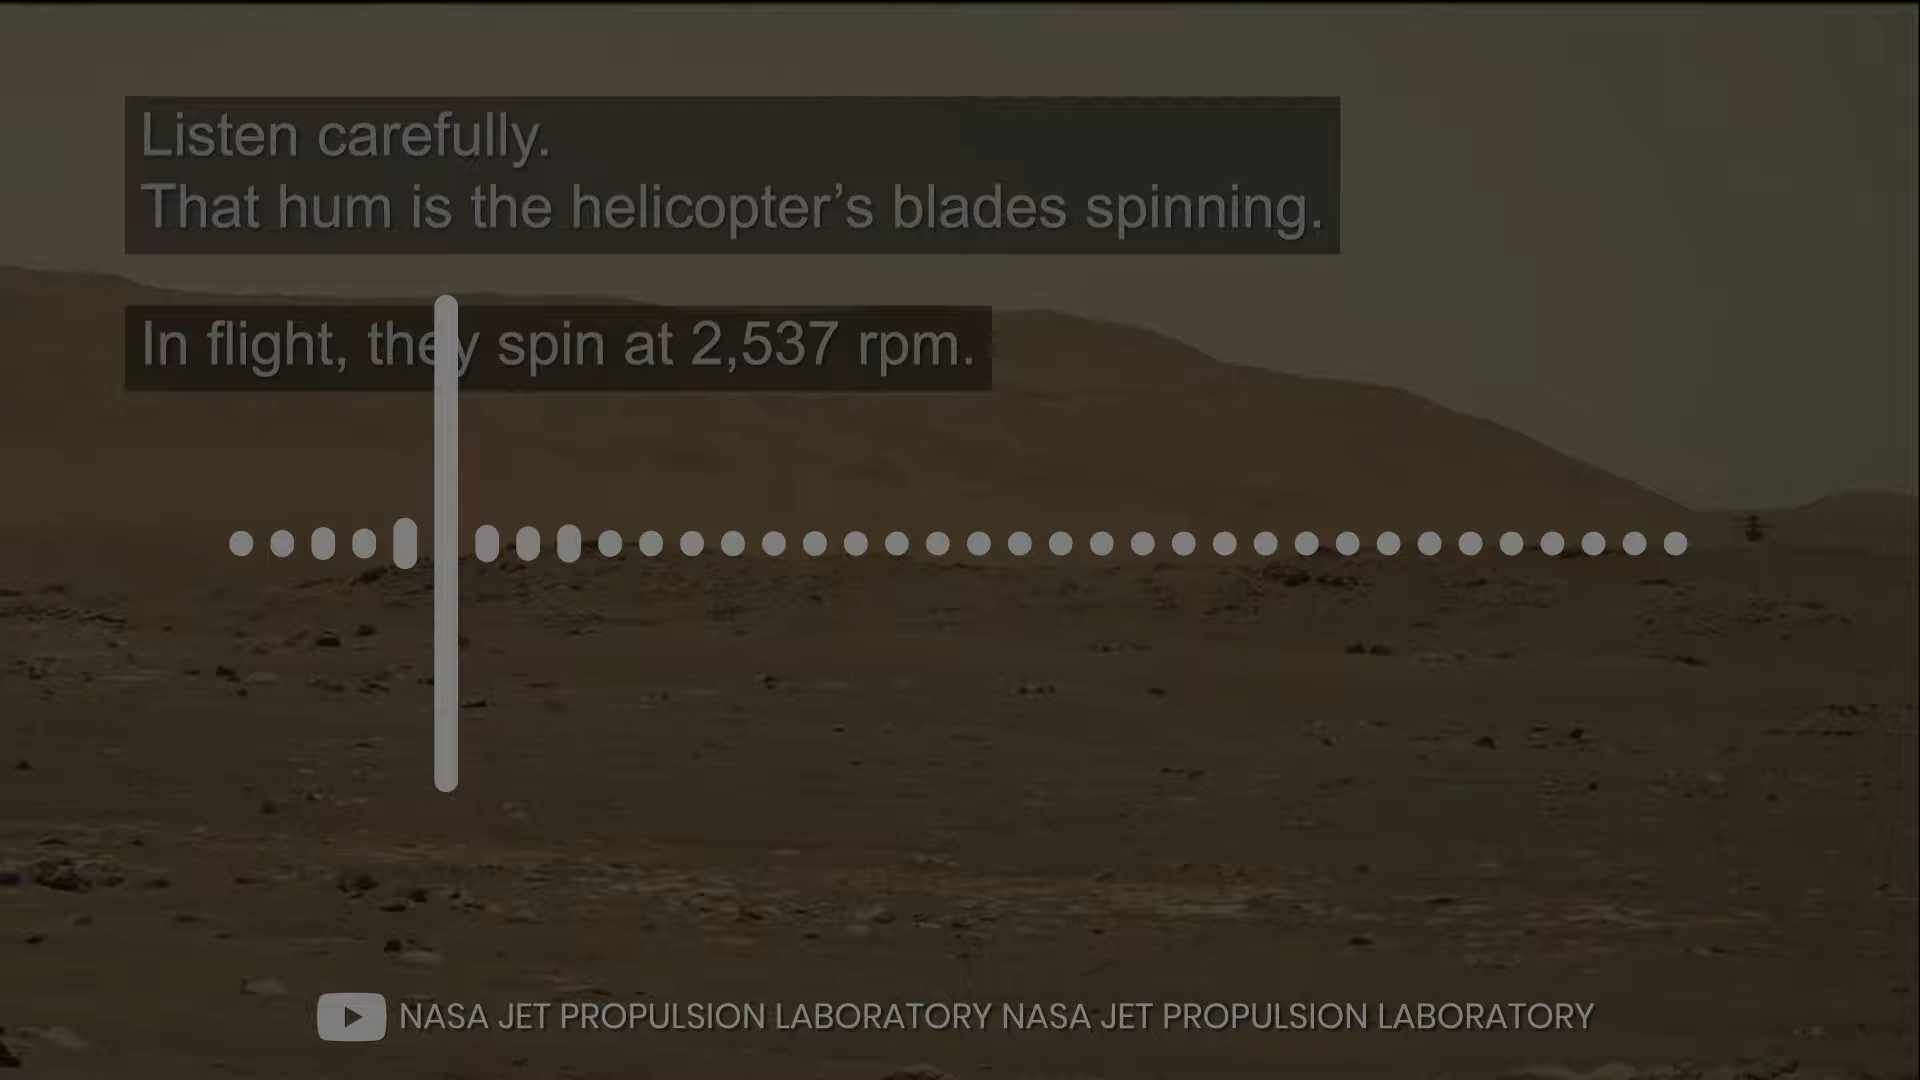 Listen carefully.
That hum is the helicopter’s blades spinning.
In flight, they spin at 2,537 rpm.
NASA JET PROPULSION LABORATORY NASA JET PROPULSION LABORATORY